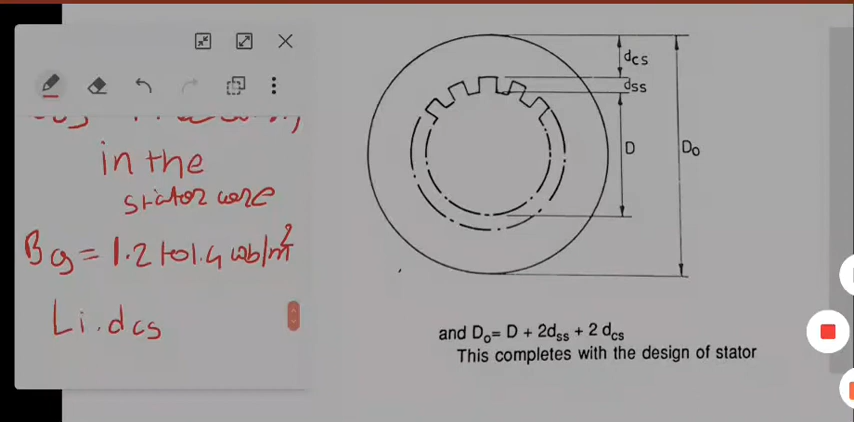 in the
stator core
Bcs = 1.2 to 1.4 wb/m²
Li.dcs
dcs
dss
D
Do
and Do= D + 2dss + 2 dcs
This completes with the design of stator